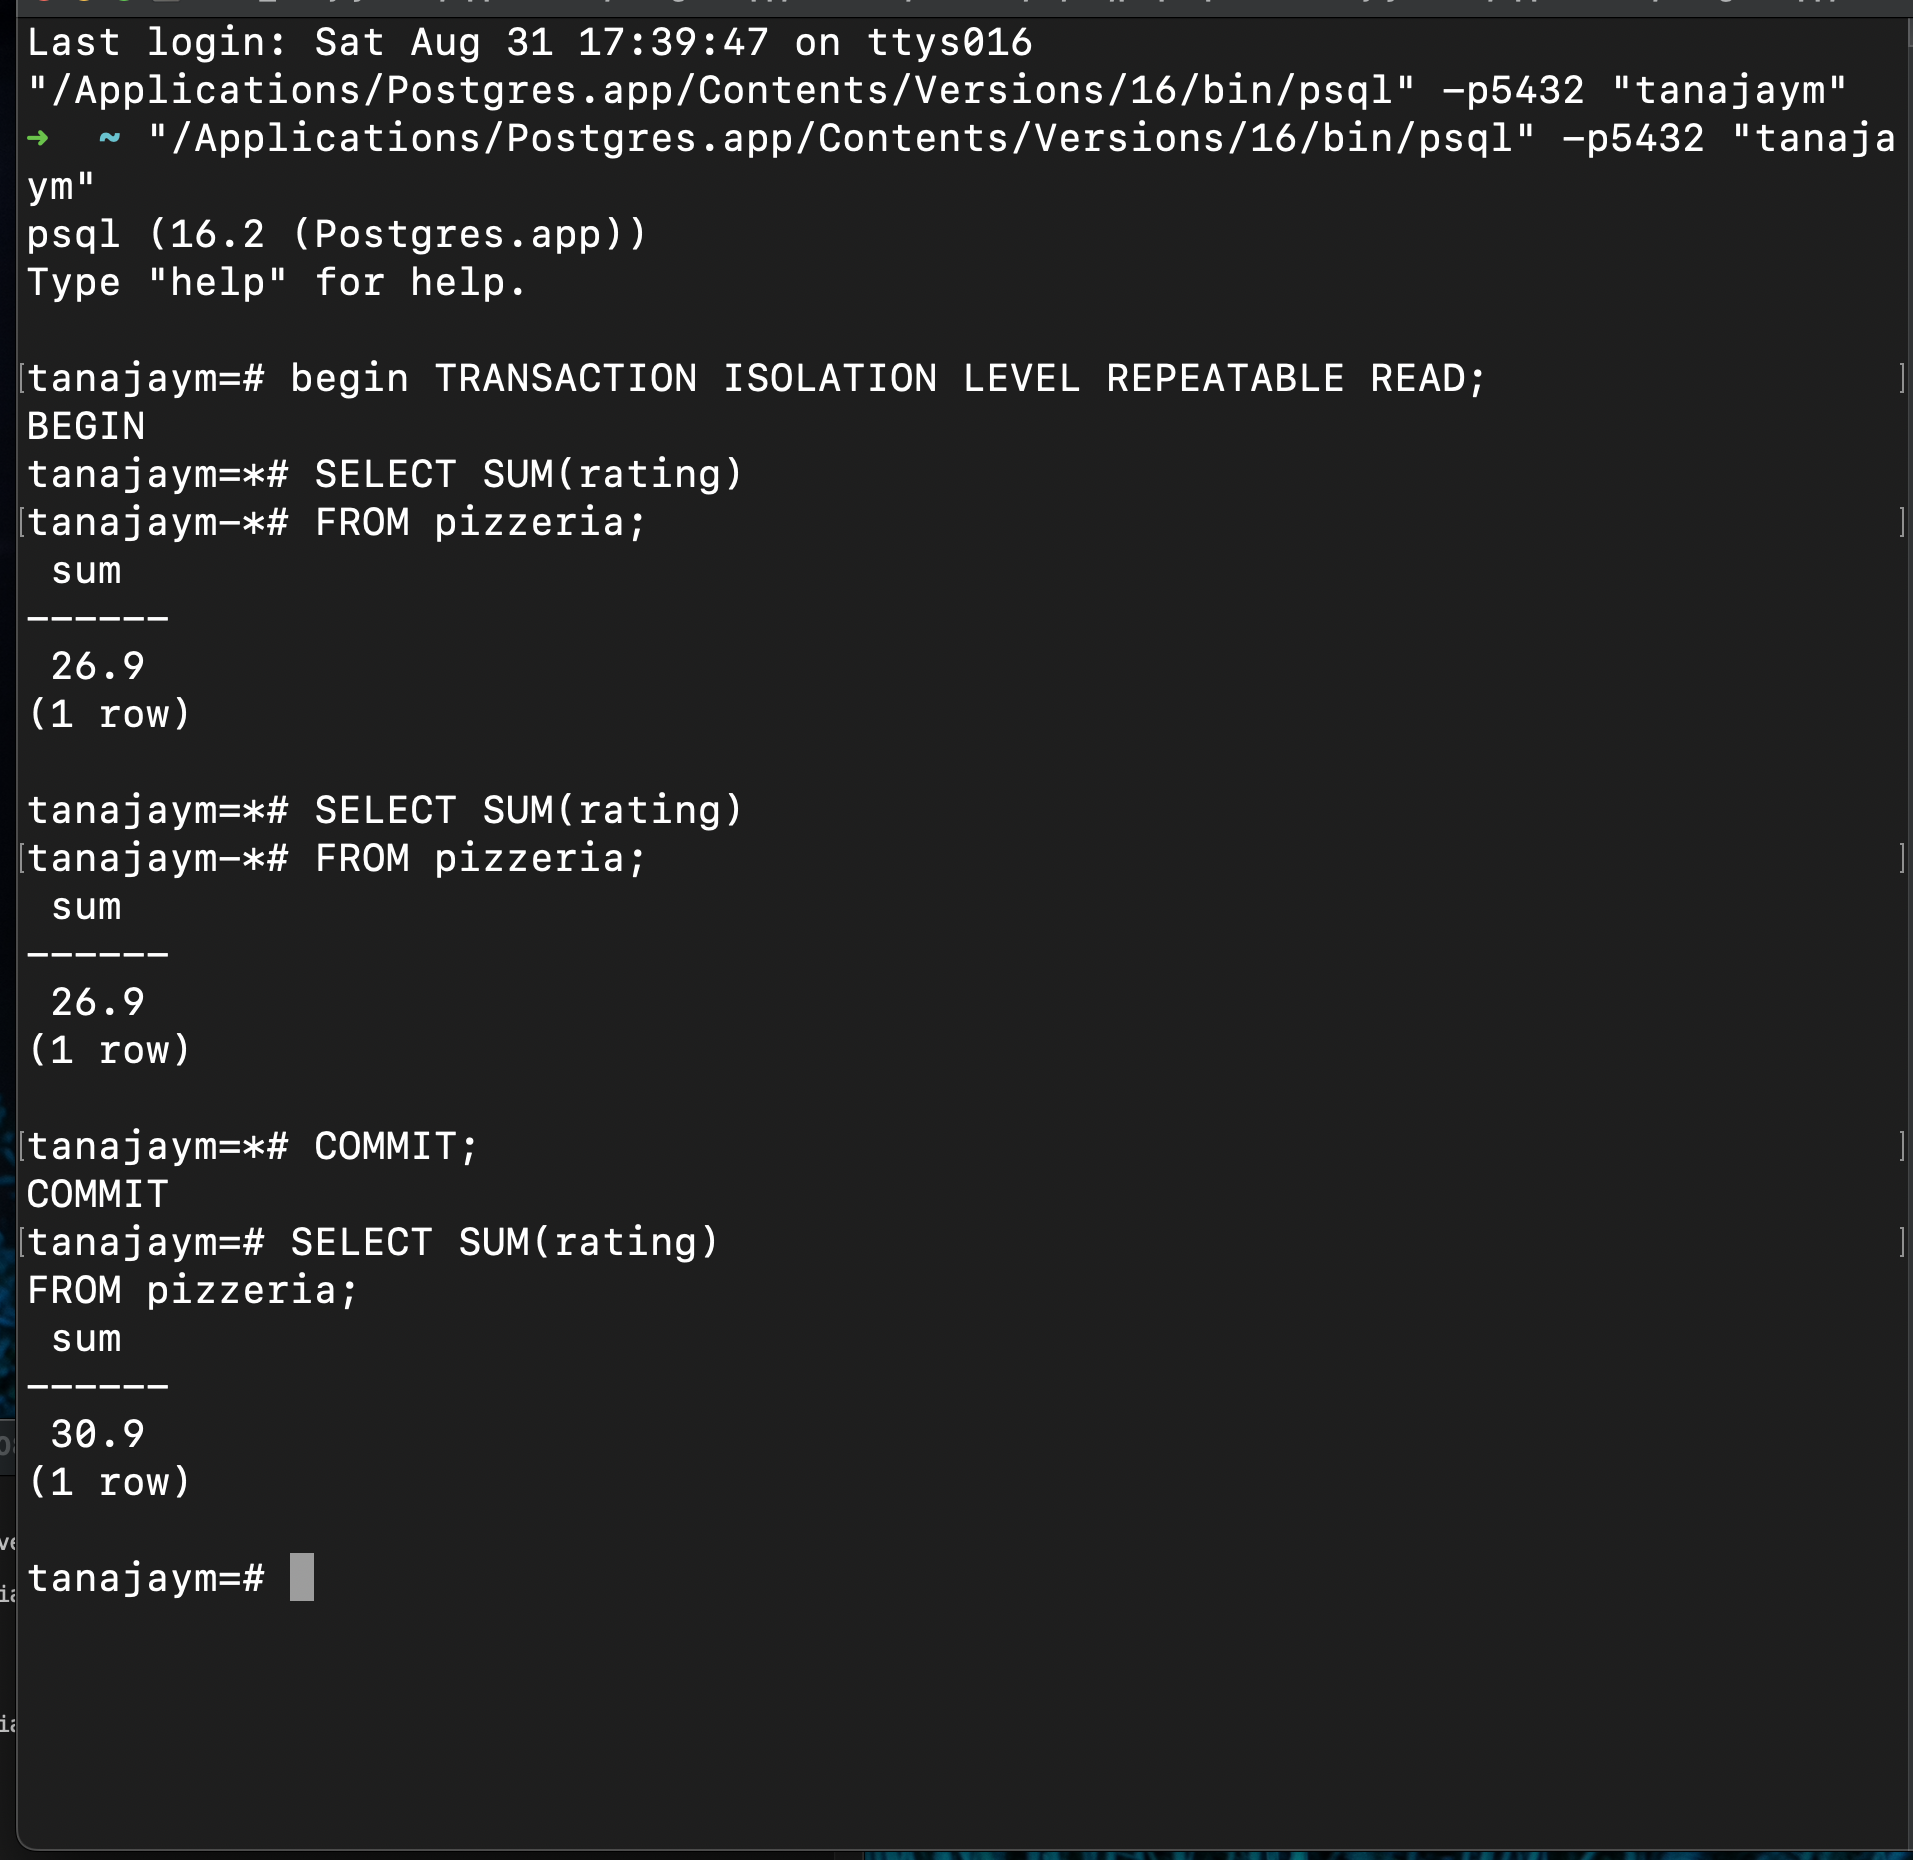 Last login: Sat Aug 31 17:39:47 on ttys016
"/Applications/Postgres.app/Contents/Versions/16/bin/psql" -p5432 "tanajaym"
➜  ~ "/Applications/Postgres.app/Contents/Versions/16/bin/psql" -p5432 "tanaja
ym"
psql (16.2 (Postgres.app))
Type "help" for help.

[tanajaym=# begin TRANSACTION ISOLATION LEVEL REPEATABLE READ; ]
BEGIN
tanajaym=*# SELECT SUM(rating)
[tanajaym-*# FROM pizzeria; ]
 sum
------
 26.9
(1 row)

tanajaym=*# SELECT SUM(rating)
[tanajaym-*# FROM pizzeria; ]
 sum
------
 26.9
(1 row)

[tanajaym=*# COMMIT; ]
COMMIT
[tanajaym=# SELECT SUM(rating) ]
FROM pizzeria;
 sum
------
 30.9
(1 row)

tanajaym=#